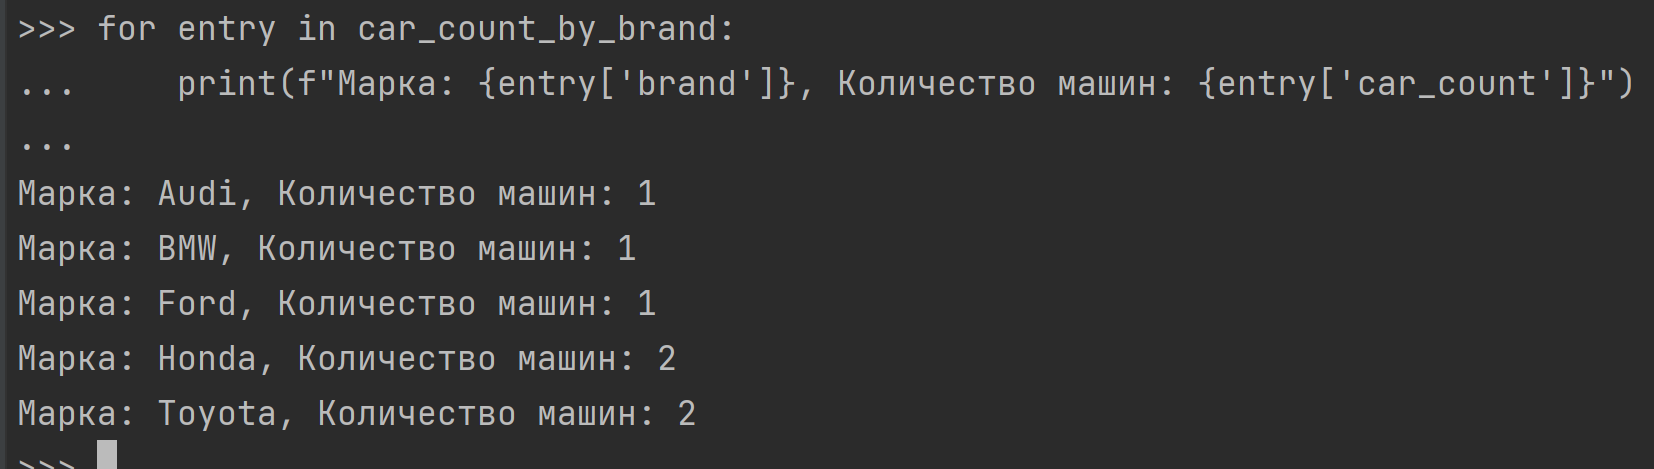 >>> for entry in car_count_by_brand:
...     print(f"Марка: {entry['brand']}, Количество машин: {entry['car_count']}")
...
Марка: Audi, Количество машин: 1
Марка: BMW, Количество машин: 1
Марка: Ford, Количество машин: 1
Марка: Honda, Количество машин: 2
Марка: Toyota, Количество машин: 2
>>>